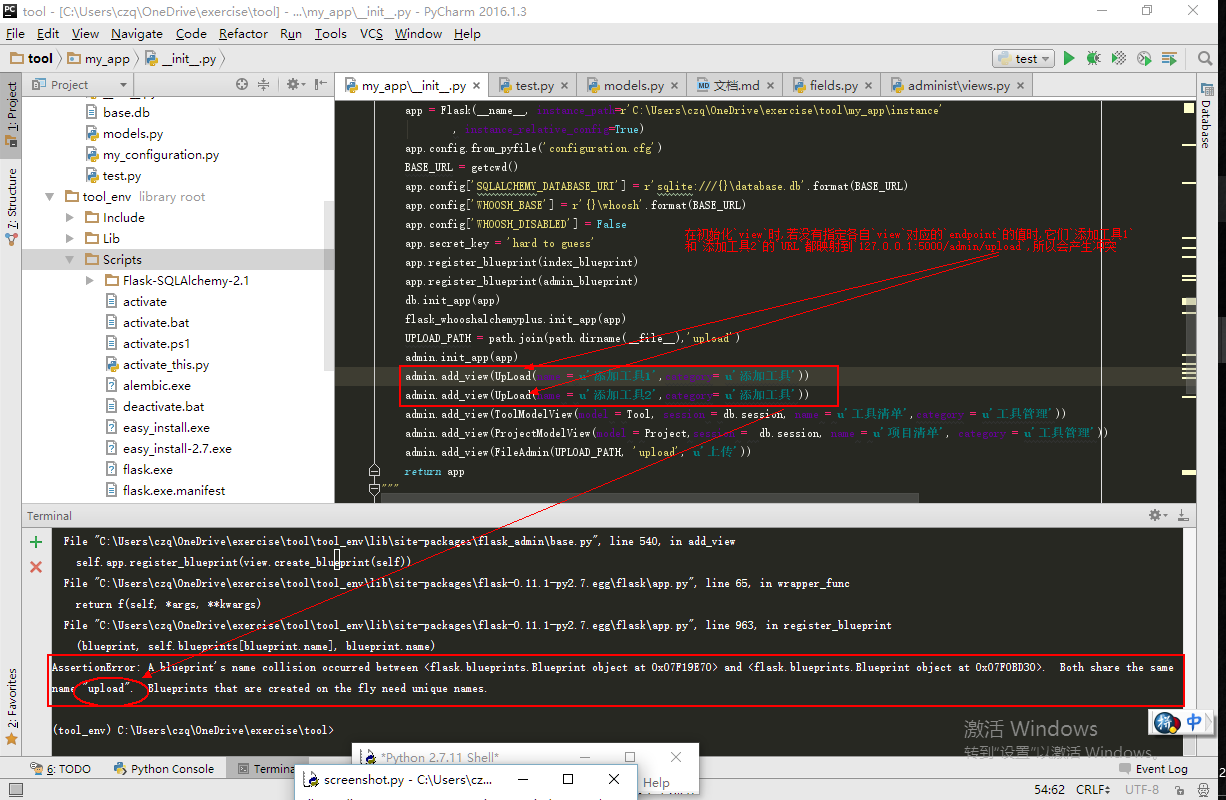 tool - [C:\Users\czq\OneDrive\exercise\tool] - ...\my_app\__init__.py - PyCharm 2016.1.3
File Edit View Navigate Code Refactor Run Tools VCS Window Help
tool my_app __init__.py test
Project
my_app\__init__.py test.py models.py 文档.md fields.py administ\views.py
1: Project
7: Structure
2: Favorites
Database
base.db
models.py
my_configuration.py
test.py
tool_env library root
Include
Lib
Scripts
Flask-SQLAlchemy-2.1
activate
activate.bat
activate.ps1
activate_this.py
alembic.exe
deactivate.bat
easy_install.exe
easy_install-2.7.exe
flask.exe
flask.exe.manifest
app = Flask(__name__, instance_path=r'C:\Users\czq\OneDrive\exercise\tool\my_app\instance'
, instance_relative_config=True)
app.config.from_pyfile('configuration.cfg')
BASE_URL = getcwd()
app.config['SQLALCHEMY_DATABASE_URI'] = r'sqlite:///{}\database.db'.format(BASE_URL)
app.config['WHOOSH_BASE'] = r'{}\whoosh'.format(BASE_URL)
app.config['WHOOSH_DISABLED'] = False
app.secret_key = 'hard to guess'
app.register_blueprint(index_blueprint)
app.register_blueprint(admin_blueprint)
db.init_app(app)
flask_whooshalchemyplus.init_app(app)
UPLOAD_PATH = path.join(path.dirname(__file__),'upload')
admin.init_app(app)
admin.add_view(UpLoad(name = u'添加工具1',category= u'添加工具'))
admin.add_view(UpLoad(name = u'添加工具2',category= u'添加工具'))
admin.add_view(ToolModelView(model = Tool, session = db.session, name = u'工具清单',category = u'工具管理'))
admin.add_view(ProjectModelView(model = Project,session = db.session, name = u'项目清单', category = u'工具管理'))
admin.add_view(FileAdmin(UPLOAD_PATH, 'upload', u'上传'))
return app
"""
在初始化'view'时,若没有指定各自'view'对应的'endpoint'的值时,它们'添加工具1'
和'添加工具2'的'URL'都映射到'127.0.0.1:5000/admin/upload',所以会产生冲突
Terminal
File "C:\Users\czq\OneDrive\exercise\tool\tool_env\lib\site-packages\flask_admin\base.py", line 540, in add_view
self.app.register_blueprint(view.create_blueprint(self))
File "C:\Users\czq\OneDrive\exercise\tool\tool_env\lib\site-packages\flask-0.11.1-py2.7.egg\flask\app.py", line 65, in wrapper_func
return f(self, *args, **kwargs)
File "C:\Users\czq\OneDrive\exercise\tool\tool_env\lib\site-packages\flask-0.11.1-py2.7.egg\flask\app.py", line 963, in register_blueprint
(blueprint, self.blueprints[blueprint.name], blueprint.name)
AssertionError: A blueprint's name collision occurred between <flask.blueprints.Blueprint object at 0x07F19E70> and <flask.blueprints.Blueprint object at 0x07F0BD30>.  Both share the same
name "upload".  Blueprints that are created on the fly need unique names.
(tool_env) C:\Users\czq\OneDrive\exercise\tool>
激活 Windows
转到"设置"以激活 Windows。
拼 中
6: TODO Python Console Termina Event Log
*Python 2.7.11 Shell*
Help
screenshot.py - C:\Users\cz...
54:62 CRLF UTF-8